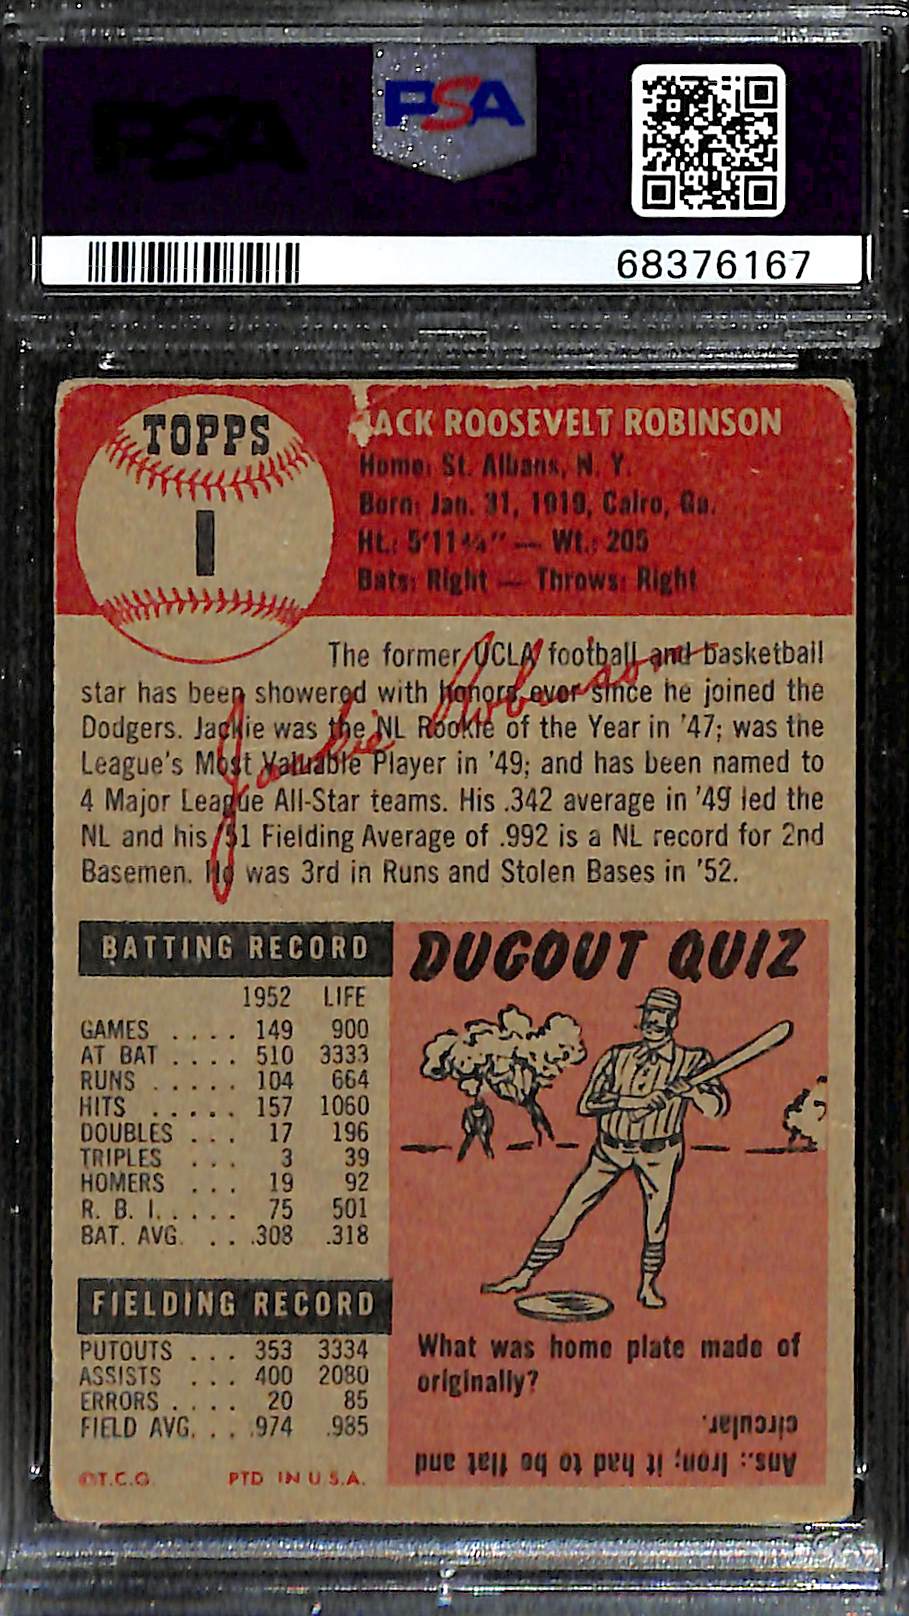 PSA
PSA
68376167
TOPPS
1
ACK ROOSEVELT ROBINSON
Home: St. Albans, N. Y.
Born: Jan. 31, 1919, Cairo, Ga.
Ht.: 5'11¼" — Wt.: 205
Bats: Right — Throws: Right
The former UCLA football and basketball
star has been showered with honors ever since he joined the
Dodgers. Jackie was the NL Rookie of the Year in '47; was the
League's Most Valuable Player in '49; and has been named to
4 Major League All-Star teams. His .342 average in '49 led the
NL and his '51 Fielding Average of .992 is a NL record for 2nd
Basemen. He was 3rd in Runs and Stolen Bases in '52.
Jackie Robinson
BATTING RECORD
1952 LIFE
GAMES .... 149 900
AT BAT .... 510 3333
RUNS ..... 104 664
HITS ..... 157 1060
DOUBLES ... 17 196
TRIPLES ... 3 39
HOMERS ... 19 92
R. B. I. .... 75 501
BAT. AVG. .. .308 .318
FIELDING RECORD
PUTOUTS ... 353 3334
ASSISTS ... 400 2080
ERRORS .... 20 85
FIELD AVG. .. .974 .985
©T.C.G. PTD IN U.S.A.
DUGOUT QUIZ
What was home plate made of
originally?
Ans.: Iron; it had to be flat and
circular.